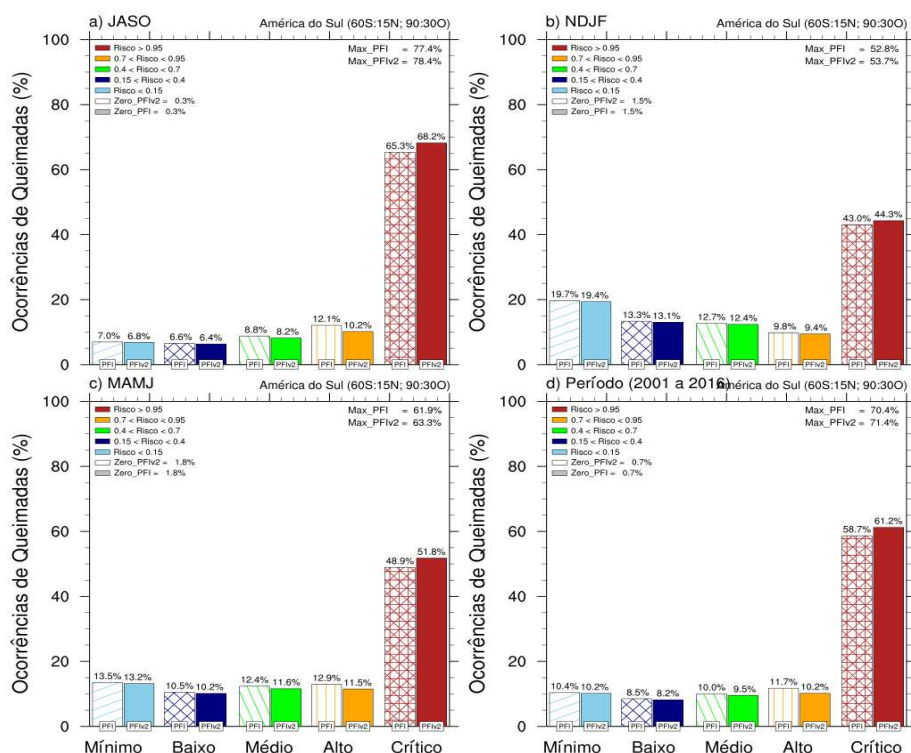 a) JASO
América do Sul (60S:15N; 90:30O)
Ocorrências de Queimadas (%)
100
80
60
40
20
0
Risco > 0.95
0.7 < Risco < 0.95
0.4 < Risco < 0.7
0.15 < Risco < 0.4
Risco < 0.15
Zero_PFIv2 = 0.3%
Zero_PFI = 0.3%
Max_PFI = 77.4%
Max_PFIv2 = 78.4%
7.0% 6.8% 6.6% 6.4% 8.8% 8.2% 12.1% 10.2% 65.3% 68.2%
PFI PFIv2 PFI PFIv2 PFI PFIv2 PFI PFIv2 PFI PFIv2
b) NDJF
América do Sul (60S:15N; 90:30O)
Ocorrências de Queimadas (%)
100
80
60
40
20
0
Risco > 0.95
0.7 < Risco < 0.95
0.4 < Risco < 0.7
0.15 < Risco < 0.4
Risco < 0.15
Zero_PFIv2 = 1.5%
Zero_PFI = 1.5%
Max_PFI = 52.8%
Max_PFIv2 = 53.7%
19.7% 19.4% 13.3% 13.1% 12.7% 12.4% 9.8% 9.4% 43.0% 44.3%
PFI PFIv2 PFI PFIv2 PFI PFIv2 PFI PFIv2 PFI PFIv2
c) MAMJ
América do Sul (60S:15N; 90:30O)
Ocorrências de Queimadas (%)
100
80
60
40
20
0
Risco > 0.95
0.7 < Risco < 0.95
0.4 < Risco < 0.7
0.15 < Risco < 0.4
Risco < 0.15
Zero_PFIv2 = 1.8%
Zero_PFI = 1.8%
Max_PFI = 61.9%
Max_PFIv2 = 63.3%
13.5% 13.2% 10.5% 10.2% 12.4% 11.6% 12.9% 11.5% 48.9% 51.8%
PFI PFIv2 PFI PFIv2 PFI PFIv2 PFI PFIv2 PFI PFIv2
Mínimo Baixo Médio Alto Crítico
d) Período (2001 a 2016)
América do Sul (60S:15N; 90:30O)
Ocorrências de Queimadas (%)
100
80
60
40
20
0
Risco > 0.95
0.7 < Risco < 0.95
0.4 < Risco < 0.7
0.15 < Risco < 0.4
Risco < 0.15
Zero_PFIv2 = 0.7%
Zero_PFI = 0.7%
Max_PFI = 70.4%
Max_PFIv2 = 71.4%
10.4% 10.2% 8.5% 8.2% 10.0% 9.5% 11.7% 10.2% 58.7% 61.2%
PFI PFIv2 PFI PFIv2 PFI PFIv2 PFI PFIv2 PFI PFIv2
Mínimo Baixo Médio Alto Crítico